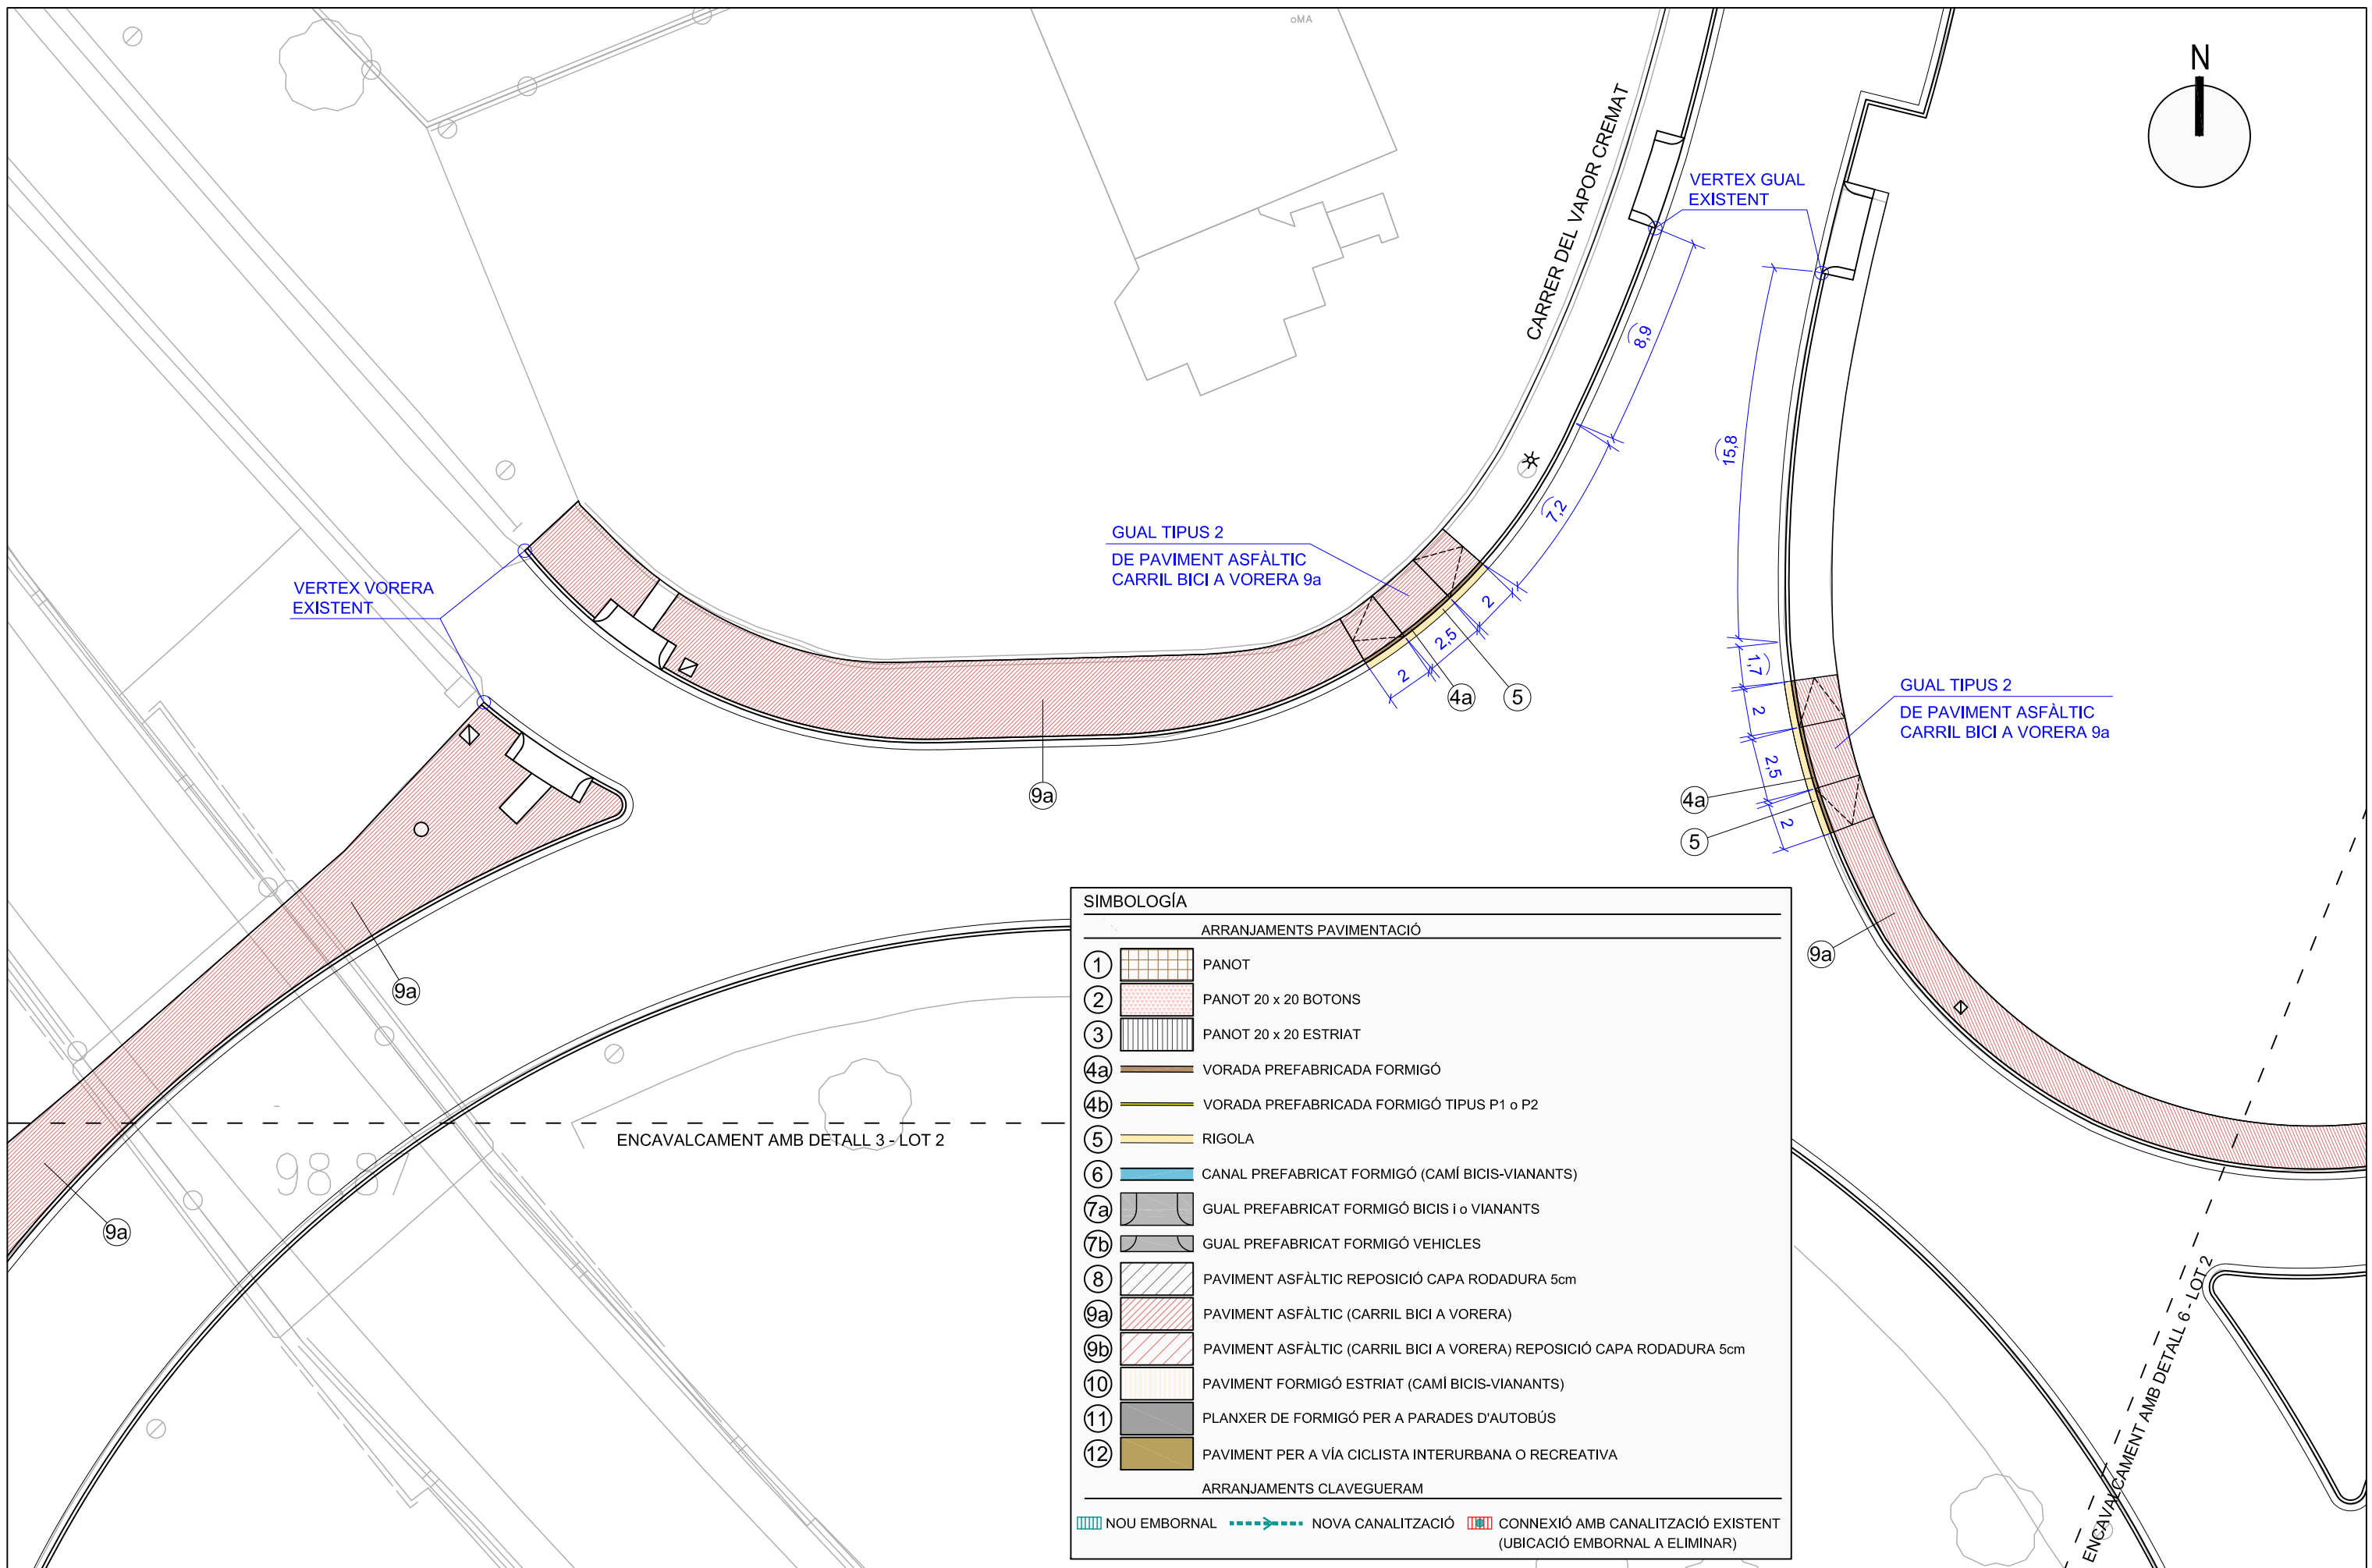 oMA
N
CARRER DEL VAPOR CREMAT
VERTEX GUAL
EXISTENT
8,9
15,8
7,2
GUAL TIPUS 2
DE PAVIMENT ASFÀLTIC
CARRIL BICI A VORERA 9a
VERTEX VORERA
EXISTENT
2
2,5
2
4a
5
9a
1,7
2
2,5
2
GUAL TIPUS 2
DE PAVIMENT ASFÀLTIC
CARRIL BICI A VORERA 9a
4a
5
9a
9a
9a
ENCAVALCAMENT AMB DETALL 3 - LOT 2
98.87
ENCAVALCAMENT AMB DETALL 6 - LOT 2
SIMBOLOGÍA
ARRANJAMENTS PAVIMENTACIÓ
1 PANOT
2 PANOT 20 x 20 BOTONS
3 PANOT 20 x 20 ESTRIAT
4a VORADA PREFABRICADA FORMIGÓ
4b VORADA PREFABRICADA FORMIGÓ TIPUS P1 o P2
5 RIGOLA
6 CANAL PREFABRICAT FORMIGÓ (CAMÍ BICIS-VIANANTS)
7a GUAL PREFABRICAT FORMIGÓ BICIS i o VIANANTS
7b GUAL PREFABRICAT FORMIGÓ VEHICLES
8 PAVIMENT ASFÀLTIC REPOSICIÓ CAPA RODADURA 5cm
9a PAVIMENT ASFÀLTIC (CARRIL BICI A VORERA)
9b PAVIMENT ASFÀLTIC (CARRIL BICI A VORERA) REPOSICIÓ CAPA RODADURA 5cm
10 PAVIMENT FORMIGÓ ESTRIAT (CAMÍ BICIS-VIANANTS)
11 PLANXER DE FORMIGÓ PER A PARADES D'AUTOBÚS
12 PAVIMENT PER A VÍA CICLISTA INTERURBANA O RECREATIVA
ARRANJAMENTS CLAVEGUERAM
NOU EMBORNAL NOVA CANALITZACIÓ CONNEXIÓ AMB CANALITZACIÓ EXISTENT
(UBICACIÓ EMBORNAL A ELIMINAR)